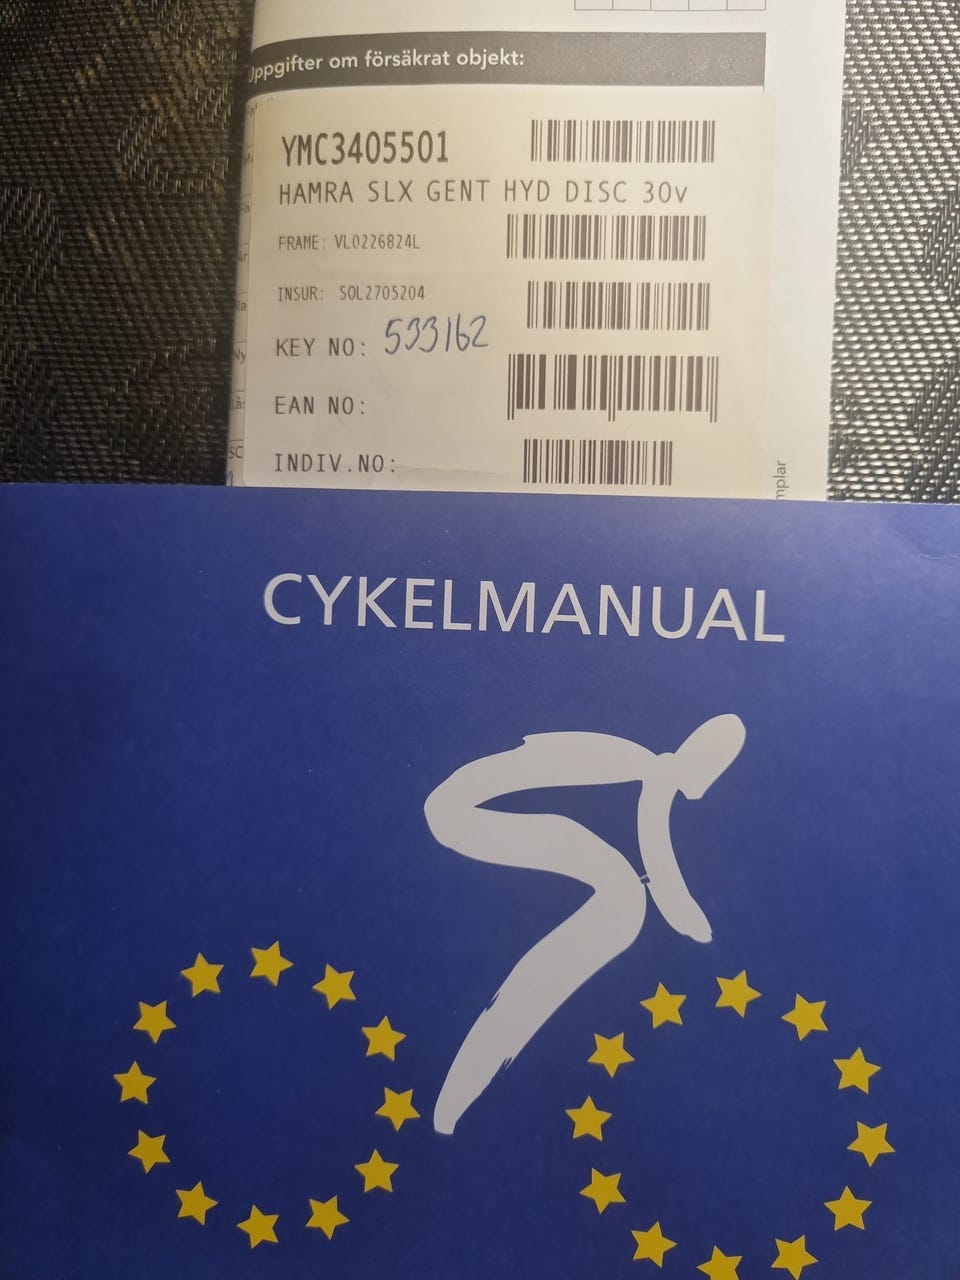 Uppgifter om försäkrat objekt:
YMC3405501
HAMRA SLX GENT HYD DISC 30v
FRAME: VL0226824L
INSUR: SOL2705204
KEY NO: 533162
EAN NO:
INDIV.NO:
CYKELMANUAL